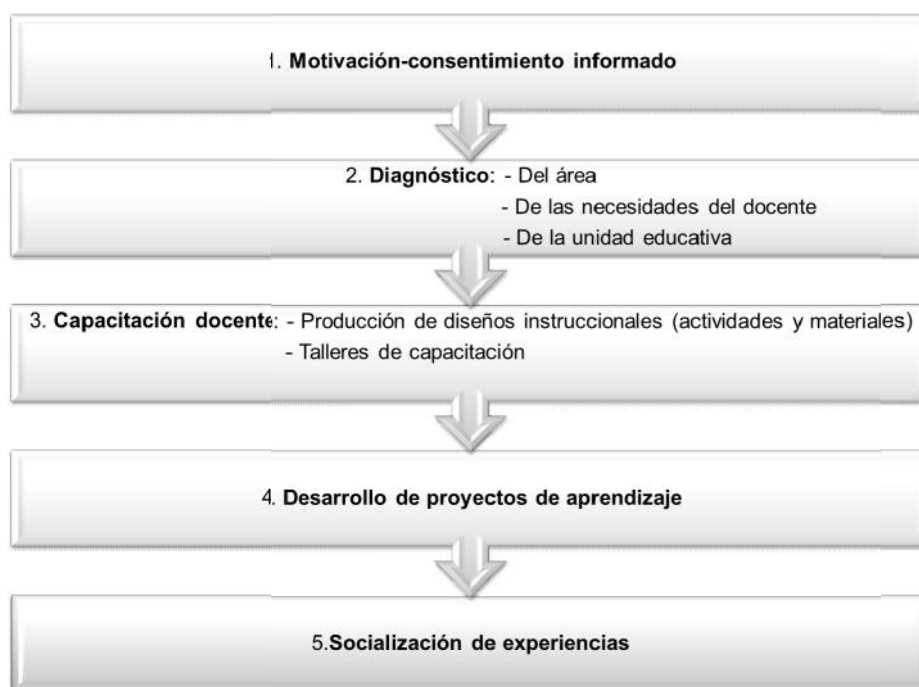 1. Motivación-consentimiento informado
2. Diagnóstico: - Del área
- De las necesidades del docente
- De la unidad educativa
3. Capacitación docente: - Producción de diseños instruccionales (actividades y materiales)
- Talleres de capacitación
4. Desarrollo de proyectos de aprendizaje
5.Socialización de experiencias